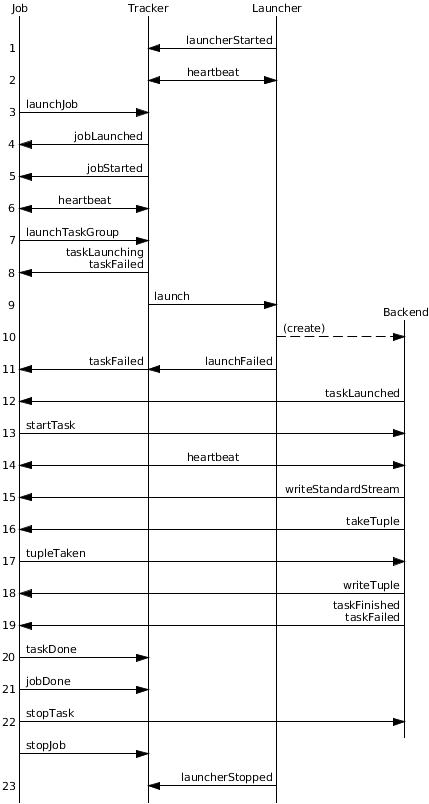 Job Tracker Launcher
1 launcherStarted
2 heartbeat
3 launchJob
4 jobLaunched
5 jobStarted
6 heartbeat
7 launchTaskGroup
taskLaunching
8 taskFailed
9 launch
Backend
10 (create)
11 taskFailed launchFailed
12 taskLaunched
13 startTask
14 heartbeat
15 writeStandardStream
16 takeTuple
17 tupleTaken
18 writeTuple
taskFinished
19 taskFailed
20 taskDone
21 jobDone
22 stopTask
stopJob
23 launcherStopped